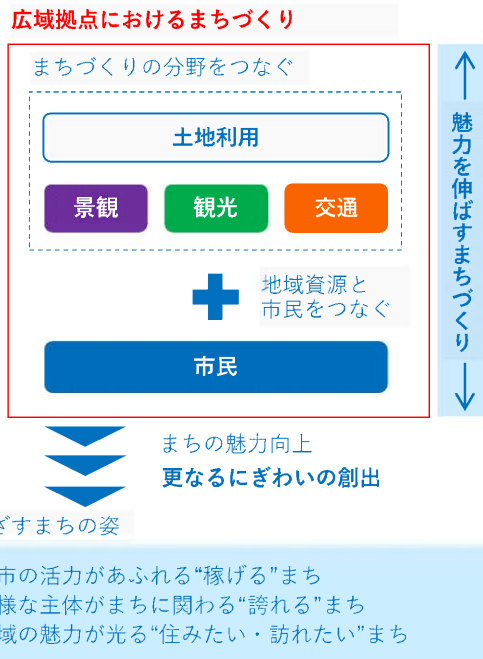 広域拠点におけるまちづくり
まちづくりの分野をつなぐ
土地利用
景観
観光
交通
地域資源と
市民をつなぐ
市民
魅力を伸ばすまちづくり
まちの魅力向上
更なるにぎわいの創出
ざすまちの姿
市の活力があふれる“稼げる”まち
様な主体がまちに関わる“誇れる”まち
域の魅力が光る“住みたい・訪れたい”まち